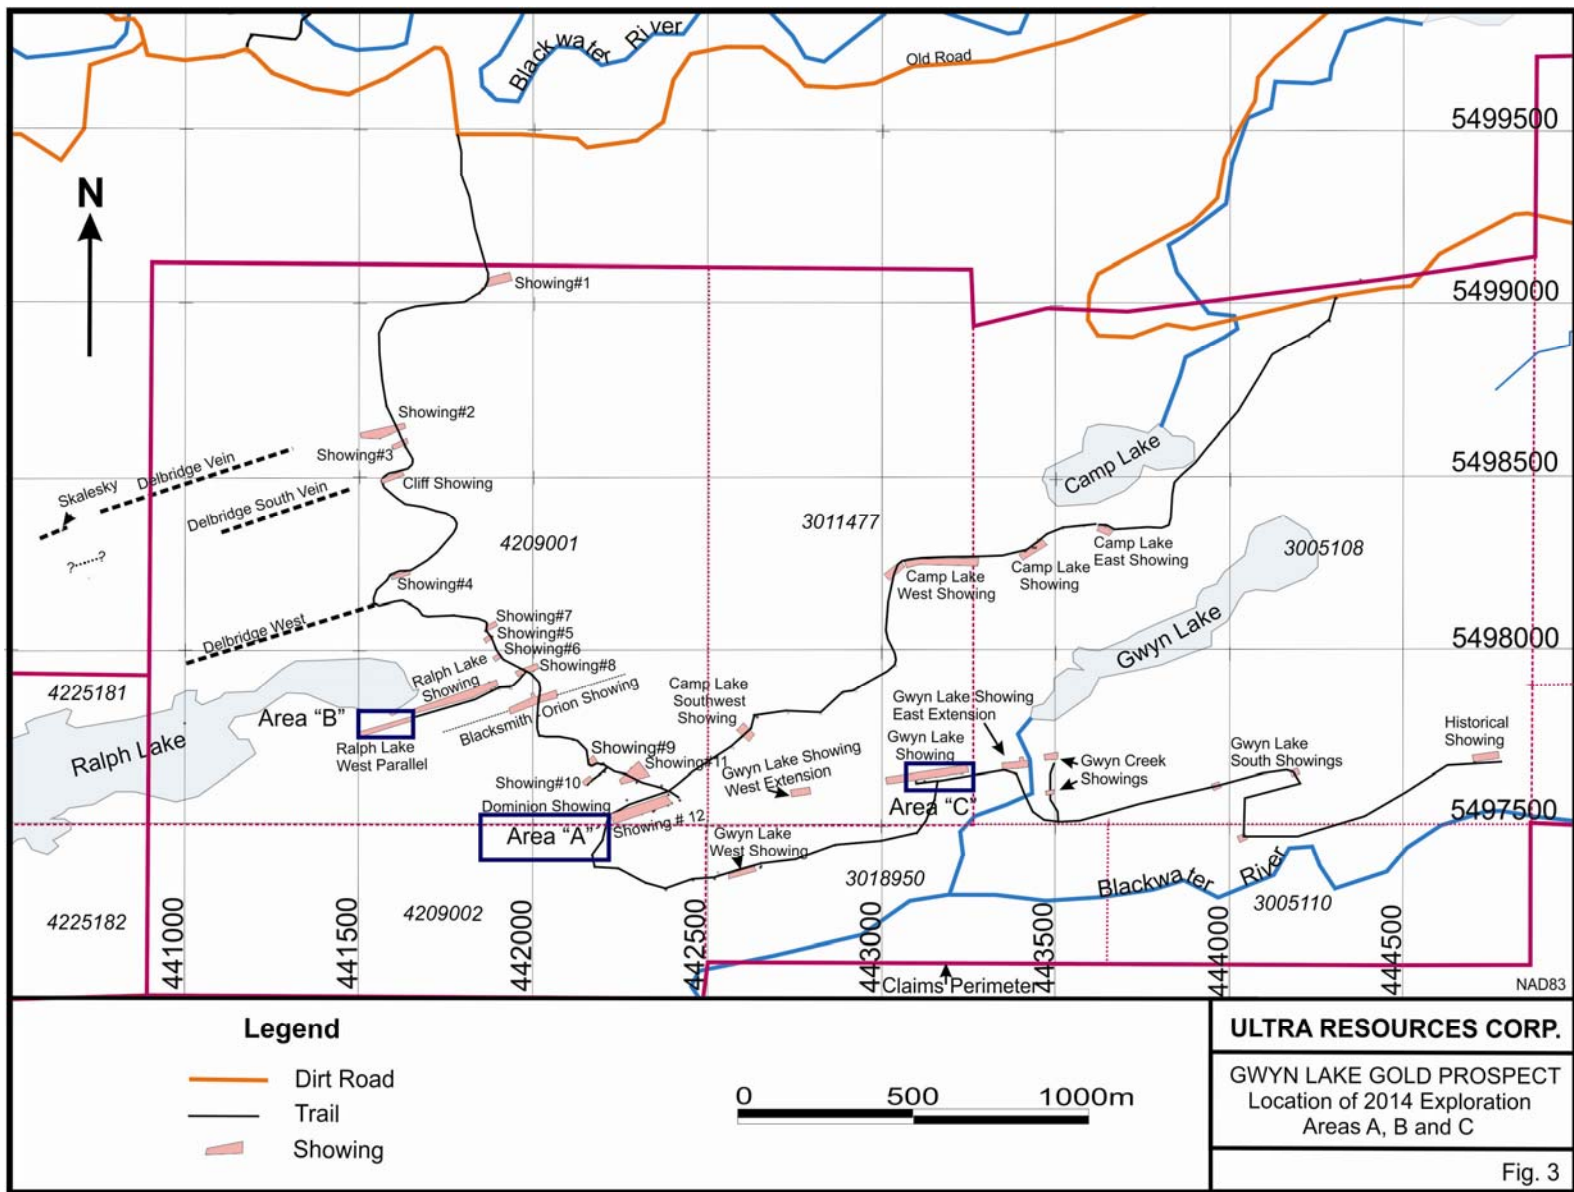 Blackwater River
Old Road
5499500
N
5499000
Showing#1
Showing#2
Showing#3
Cliff Showing
Camp Lake
5498500
Skalesky
Delbridge Vein
Delbridge South Vein
?......?
4209001
3011477
3005108
Camp Lake
West Showing
Camp Lake
Showing
Camp Lake
East Showing
Showing#4
Delbridge West
Gwyn Lake
5498000
Showing#7
Showing#5
Showing#6
Showing#8
Ralph Lake
Showing
Blacksmith -Orion Showing
4225181
Area “B”
Ralph Lake
Ralph Lake
West Parallel
Camp Lake
Southwest
Showing
Gwyn Lake Showing
East Extension
Gwyn Lake
Showing
Gwyn Lake Showing
West Extension
Showing#9
Showing#11
Showing#10
Dominion Showing
Area “A”
Showing # 12
Area “C”
Gwyn Creek
Showings
Gwyn Lake
South Showings
Historical
Showing
5497500
Gwyn Lake
West Showing
3018950
Blackwater River
3005110
4225182
4209002
441000
441500
442000
442500
443000
443500
444000
444500
Claims Perimeter
NAD83
Legend
Dirt Road
Trail
Showing
0 500 1000m
ULTRA RESOURCES CORP.
GWYN LAKE GOLD PROSPECT
Location of 2014 Exploration
Areas A, B and C
Fig. 3